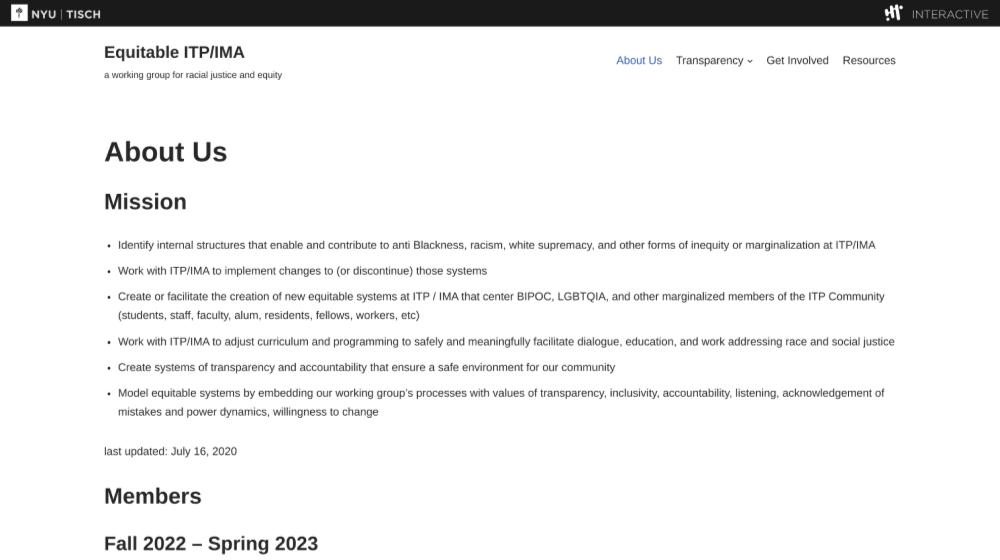 NYU | TISCH
INTERACTIVE
Equitable ITP/IMA
a working group for racial justice and equity
About Us
Transparency
Get Involved
Resources
About Us
Mission
• Identify internal structures that enable and contribute to anti Blackness, racism, white supremacy, and other forms of inequity or marginalization at ITP/IMA
• Work with ITP/IMA to implement changes to (or discontinue) those systems
• Create or facilitate the creation of new equitable systems at ITP / IMA that center BIPOC, LGBTQIA, and other marginalized members of the ITP Community
(students, staff, faculty, alum, residents, fellows, workers, etc)
• Work with ITP/IMA to adjust curriculum and programming to safely and meaningfully facilitate dialogue, education, and work addressing race and social justice
• Create systems of transparency and accountability that ensure a safe environment for our community
• Model equitable systems by embedding our working group's processes with values of transparency, inclusivity, accountability, listening, acknowledgement of
mistakes and power dynamics, willingness to change
last updated: July 16, 2020
Members
Fall 2022 – Spring 2023